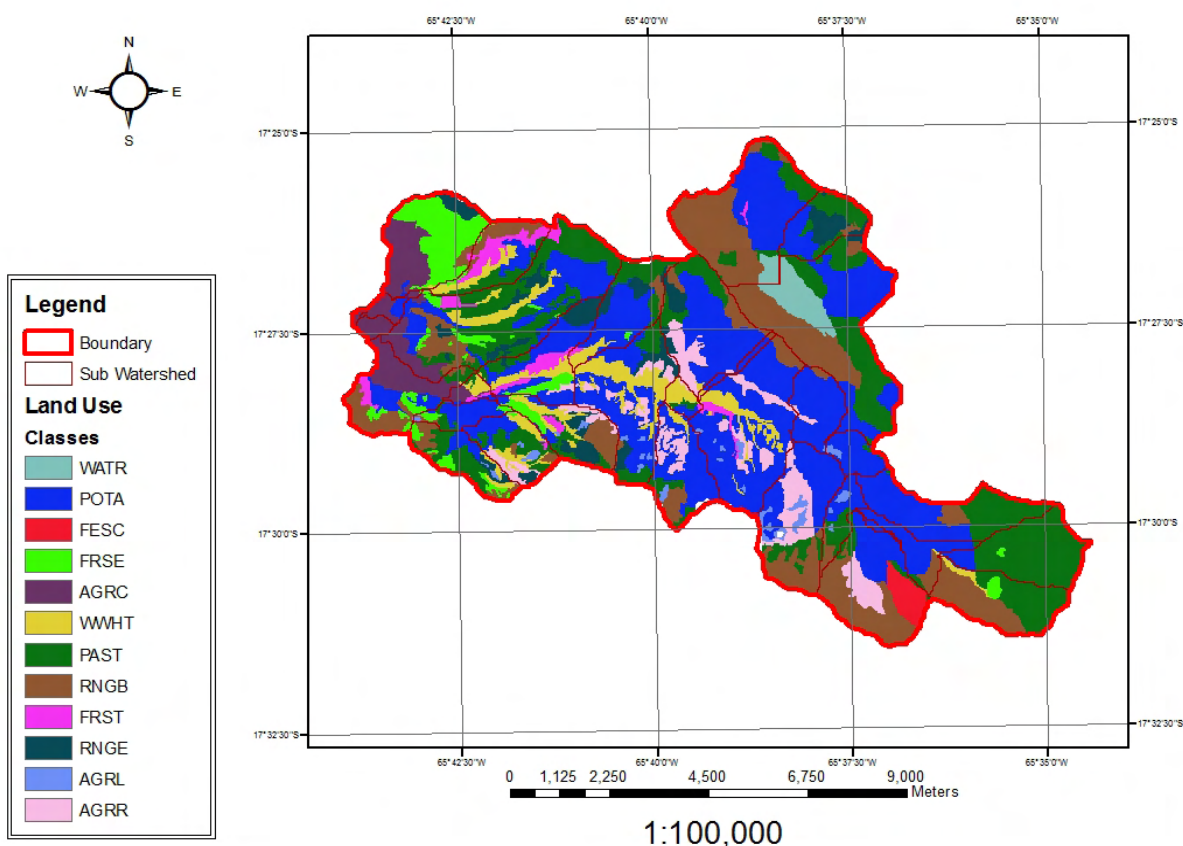 65°42'30"W 65°40'0"W 65°37'30"W 65°35'0"W
N
W E
S
17°25'0"S 17°25'0"S
17°27'30"S 17°27'30"S
17°30'0"S 17°30'0"S
17°32'30"S 17°32'30"S
65°42'30"W 65°40'0"W 65°37'30"W 65°35'0"W
Legend
Boundary
Sub Watershed
Land Use
Classes
WATR
POTA
FESC
FRSE
AGRC
WWHT
PAST
RNGB
FRST
RNGE
AGRL
AGRR
0 1,125 2,250 4,500 6,750 9,000
Meters
1:100,000